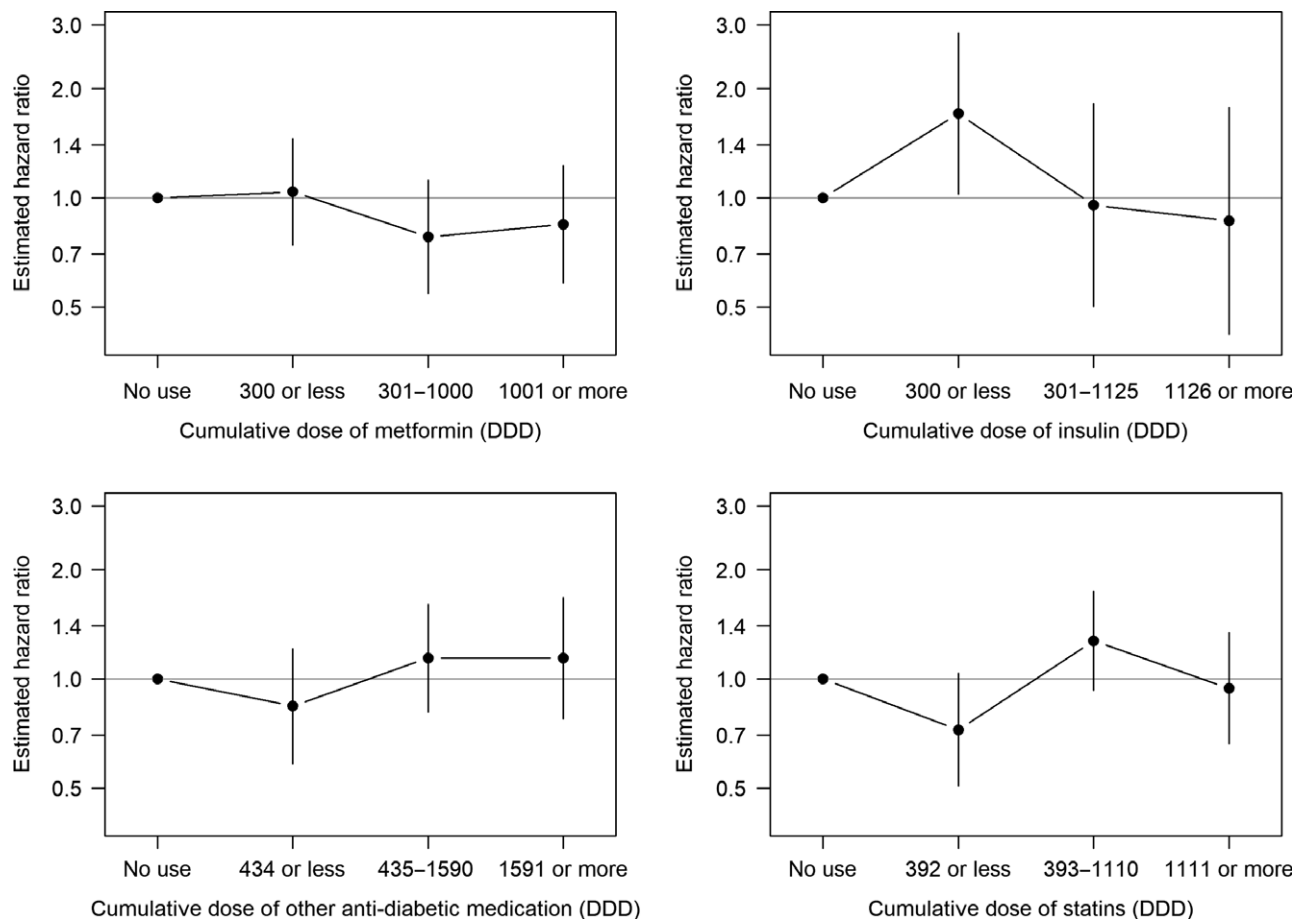 Estimated hazard ratio
3.0
2.0
1.4
1.0
0.7
0.5
No use 300 or less 301–1000 1001 or more
Cumulative dose of metformin (DDD)
Estimated hazard ratio
3.0
2.0
1.4
1.0
0.7
0.5
No use 300 or less 301–1125 1126 or more
Cumulative dose of insulin (DDD)
Estimated hazard ratio
3.0
2.0
1.4
1.0
0.7
0.5
No use 434 or less 435–1590 1591 or more
Cumulative dose of other anti-diabetic medication (DDD)
Estimated hazard ratio
3.0
2.0
1.4
1.0
0.7
0.5
No use 392 or less 393–1110 1111 or more
Cumulative dose of statins (DDD)